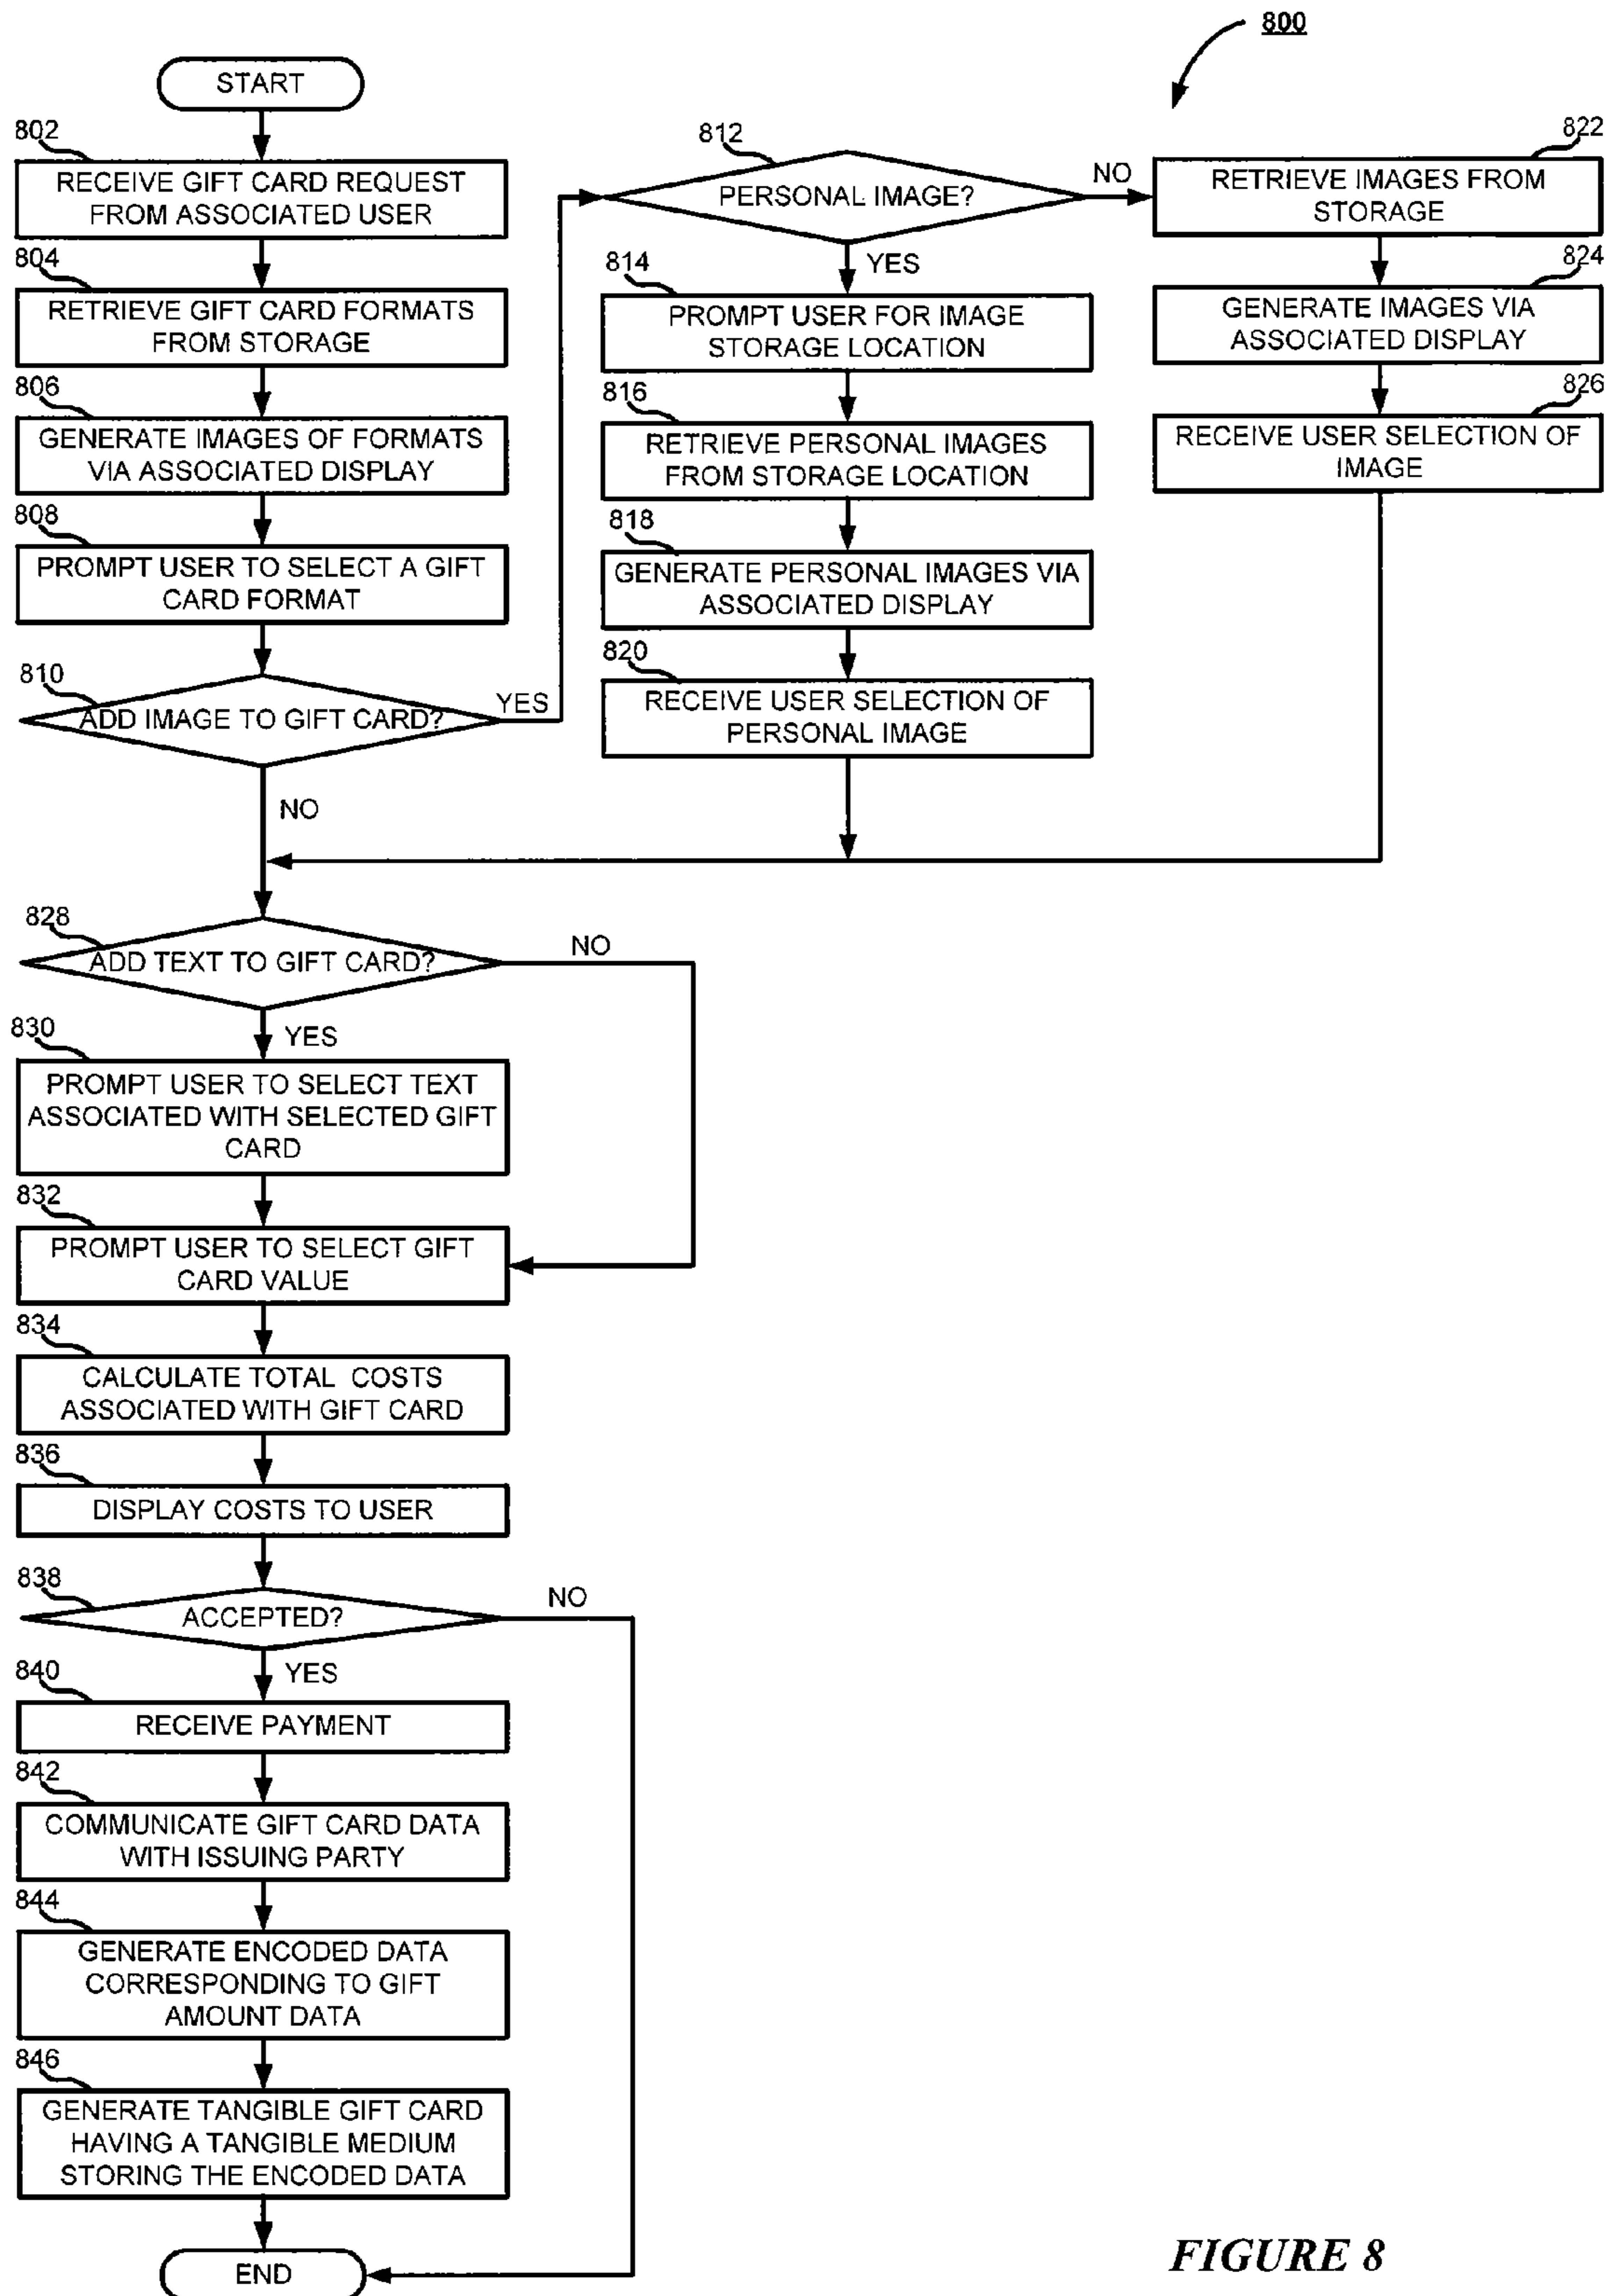 800
START
802
RECEIVE GIFT CARD REQUEST
FROM ASSOCIATED USER
804
RETRIEVE GIFT CARD FORMATS
FROM STORAGE
806
GENERATE IMAGES OF FORMATS
VIA ASSOCIATED DISPLAY
808
PROMPT USER TO SELECT A GIFT
CARD FORMAT
810
ADD IMAGE TO GIFT CARD?
YES
NO
812
PERSONAL IMAGE?
NO
YES
814
PROMPT USER FOR IMAGE
STORAGE LOCATION
816
RETRIEVE PERSONAL IMAGES
FROM STORAGE LOCATION
818
GENERATE PERSONAL IMAGES VIA
ASSOCIATED DISPLAY
820
RECEIVE USER SELECTION OF
PERSONAL IMAGE
822
RETRIEVE IMAGES FROM
STORAGE
824
GENERATE IMAGES VIA
ASSOCIATED DISPLAY
826
RECEIVE USER SELECTION OF
IMAGE
828
ADD TEXT TO GIFT CARD?
NO
YES
830
PROMPT USER TO SELECT TEXT
ASSOCIATED WITH SELECTED GIFT
CARD
832
PROMPT USER TO SELECT GIFT
CARD VALUE
834
CALCULATE TOTAL COSTS
ASSOCIATED WITH GIFT CARD
836
DISPLAY COSTS TO USER
838
ACCEPTED?
NO
YES
840
RECEIVE PAYMENT
842
COMMUNICATE GIFT CARD DATA
WITH ISSUING PARTY
844
GENERATE ENCODED DATA
CORRESPONDING TO GIFT
AMOUNT DATA
846
GENERATE TANGIBLE GIFT CARD
HAVING A TANGIBLE MEDIUM
STORING THE ENCODED DATA
END
FIGURE 8